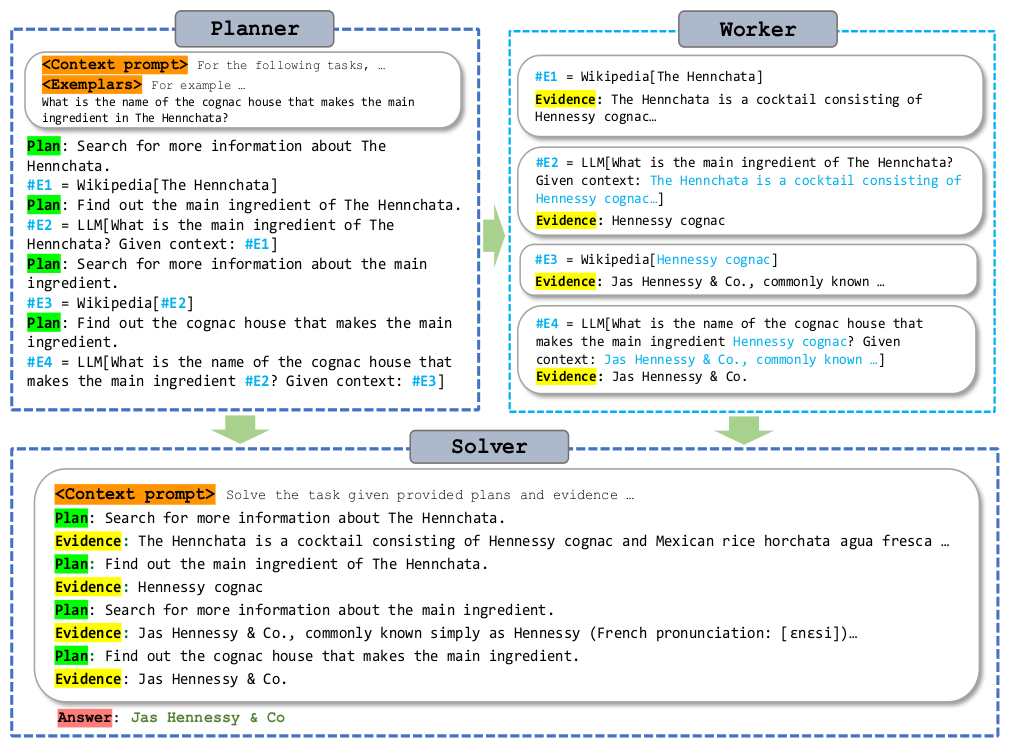 Planner
<Context prompt> For the following tasks, …
<Exemplars> For example …
What is the name of the cognac house that makes the main
ingredient in The Hennchata?
Plan: Search for more information about The
Hennchata.
#E1 = Wikipedia[The Hennchata]
Plan: Find out the main ingredient of The Hennchata.
#E2 = LLM[What is the main ingredient of The
Hennchata? Given context: #E1]
Plan: Search for more information about the main
ingredient.
#E3 = Wikipedia[#E2]
Plan: Find out the cognac house that makes the main
ingredient.
#E4 = LLM[What is the name of the cognac house that
makes the main ingredient #E2? Given context: #E3]
Worker
#E1 = Wikipedia[The Hennchata]
Evidence: The Hennchata is a cocktail consisting of
Hennessy cognac…
#E2 = LLM[What is the main ingredient of The Hennchata?
Given context: The Hennchata is a cocktail consisting of
Hennessy cognac…]
Evidence: Hennessy cognac
#E3 = Wikipedia[Hennessy cognac]
Evidence: Jas Hennessy & Co., commonly known …
#E4 = LLM[What is the name of the cognac house that
makes the main ingredient Hennessy cognac? Given
context: Jas Hennessy & Co., commonly known …]
Evidence: Jas Hennessy & Co.
Solver
<Context prompt> Solve the task given provided plans and evidence …
Plan: Search for more information about The Hennchata.
Evidence: The Hennchata is a cocktail consisting of Hennessy cognac and Mexican rice horchata agua fresca …
Plan: Find out the main ingredient of The Hennchata.
Evidence: Hennessy cognac
Plan: Search for more information about the main ingredient.
Evidence: Jas Hennessy & Co., commonly known simply as Hennessy (French pronunciation: [ɛnɛsi])…
Plan: Find out the cognac house that makes the main ingredient.
Evidence: Jas Hennessy & Co.
Answer: Jas Hennessy & Co